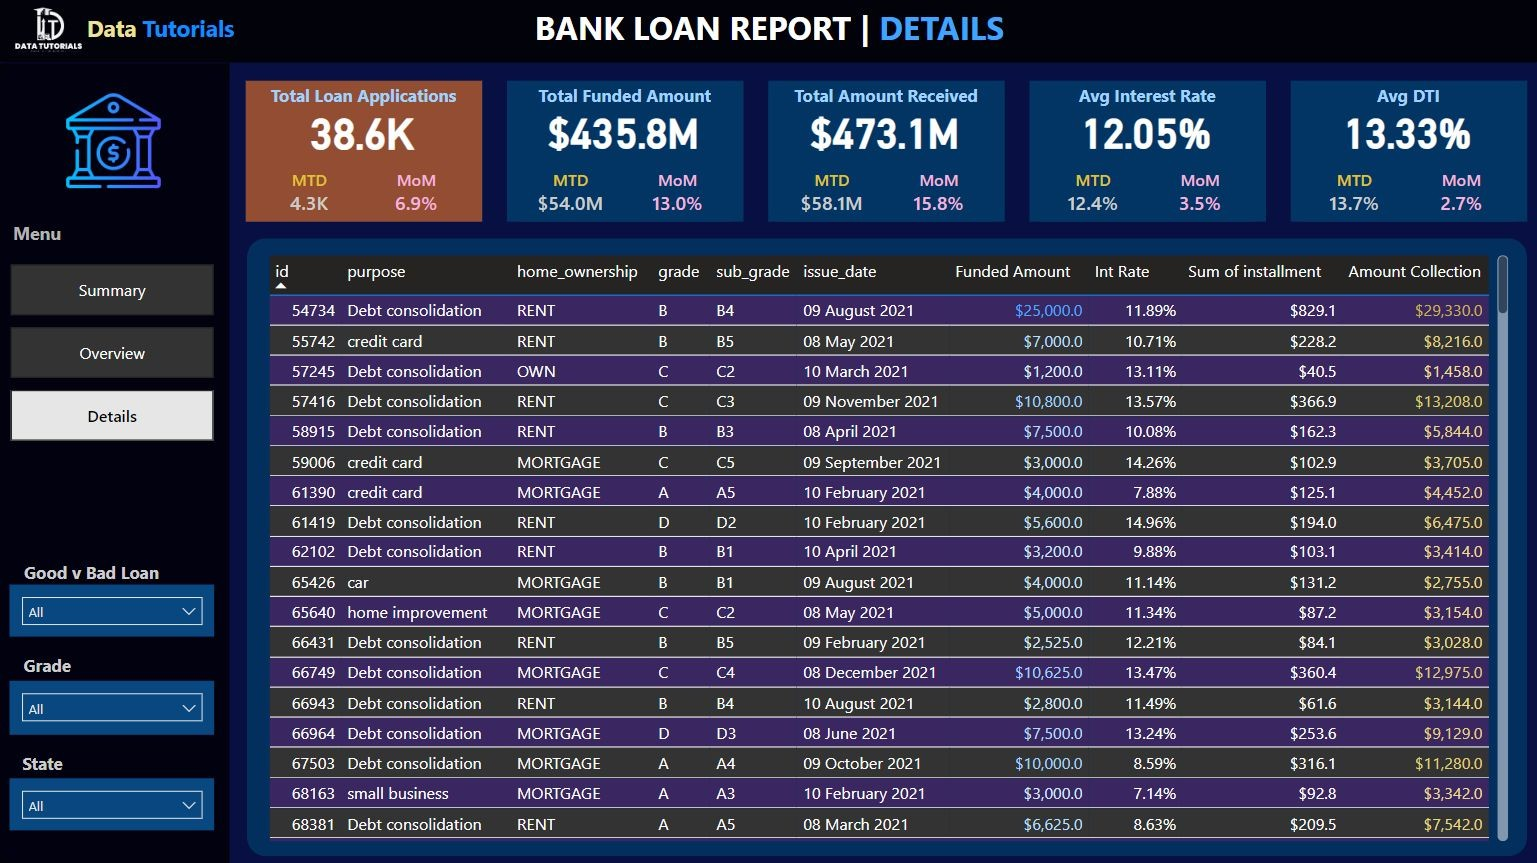 DATA TUTORIALS
Data Tutorials
BANK LOAN REPORT | DETAILS
Total Loan Applications
38.6K
MTD MoM
4.3K 6.9%
Total Funded Amount
$435.8M
MTD MoM
$54.0M 13.0%
Total Amount Received
$473.1M
MTD MoM
$58.1M 15.8%
Avg Interest Rate
12.05%
MTD MoM
12.4% 3.5%
Avg DTI
13.33%
MTD MoM
13.7% 2.7%
Menu
Summary
Overview
Details
Good v Bad Loan
All
Grade
All
State
All
id purpose home_ownership grade sub_grade issue_date Funded Amount Int Rate Sum of installment Amount Collection
54734 Debt consolidation RENT B B4 09 August 2021 $25,000.0 11.89% $829.1 $29,330.0
55742 credit card RENT B B5 08 May 2021 $7,000.0 10.71% $228.2 $8,216.0
57245 Debt consolidation OWN C C2 10 March 2021 $1,200.0 13.11% $40.5 $1,458.0
57416 Debt consolidation RENT C C3 09 November 2021 $10,800.0 13.57% $366.9 $13,208.0
58915 Debt consolidation RENT B B3 08 April 2021 $7,500.0 10.08% $162.3 $5,844.0
59006 credit card MORTGAGE C C5 09 September 2021 $3,000.0 14.26% $102.9 $3,705.0
61390 credit card MORTGAGE A A5 10 February 2021 $4,000.0 7.88% $125.1 $4,452.0
61419 Debt consolidation RENT D D2 10 February 2021 $5,600.0 14.96% $194.0 $6,475.0
62102 Debt consolidation RENT B B1 10 April 2021 $3,200.0 9.88% $103.1 $3,414.0
65426 car MORTGAGE B B1 09 August 2021 $4,000.0 11.14% $131.2 $2,755.0
65640 home improvement MORTGAGE C C2 08 May 2021 $5,000.0 11.34% $87.2 $3,154.0
66431 Debt consolidation RENT B B5 09 February 2021 $2,525.0 12.21% $84.1 $3,028.0
66749 Debt consolidation MORTGAGE C C4 08 December 2021 $10,625.0 13.47% $360.4 $12,975.0
66943 Debt consolidation RENT B B4 10 August 2021 $2,800.0 11.49% $61.6 $3,144.0
66964 Debt consolidation MORTGAGE D D3 08 June 2021 $7,500.0 13.24% $253.6 $9,129.0
67503 Debt consolidation MORTGAGE A A4 09 October 2021 $10,000.0 8.59% $316.1 $11,280.0
68163 small business MORTGAGE A A3 10 February 2021 $3,000.0 7.14% $92.8 $3,342.0
68381 Debt consolidation RENT A A5 08 March 2021 $6,625.0 8.63% $209.5 $7,542.0